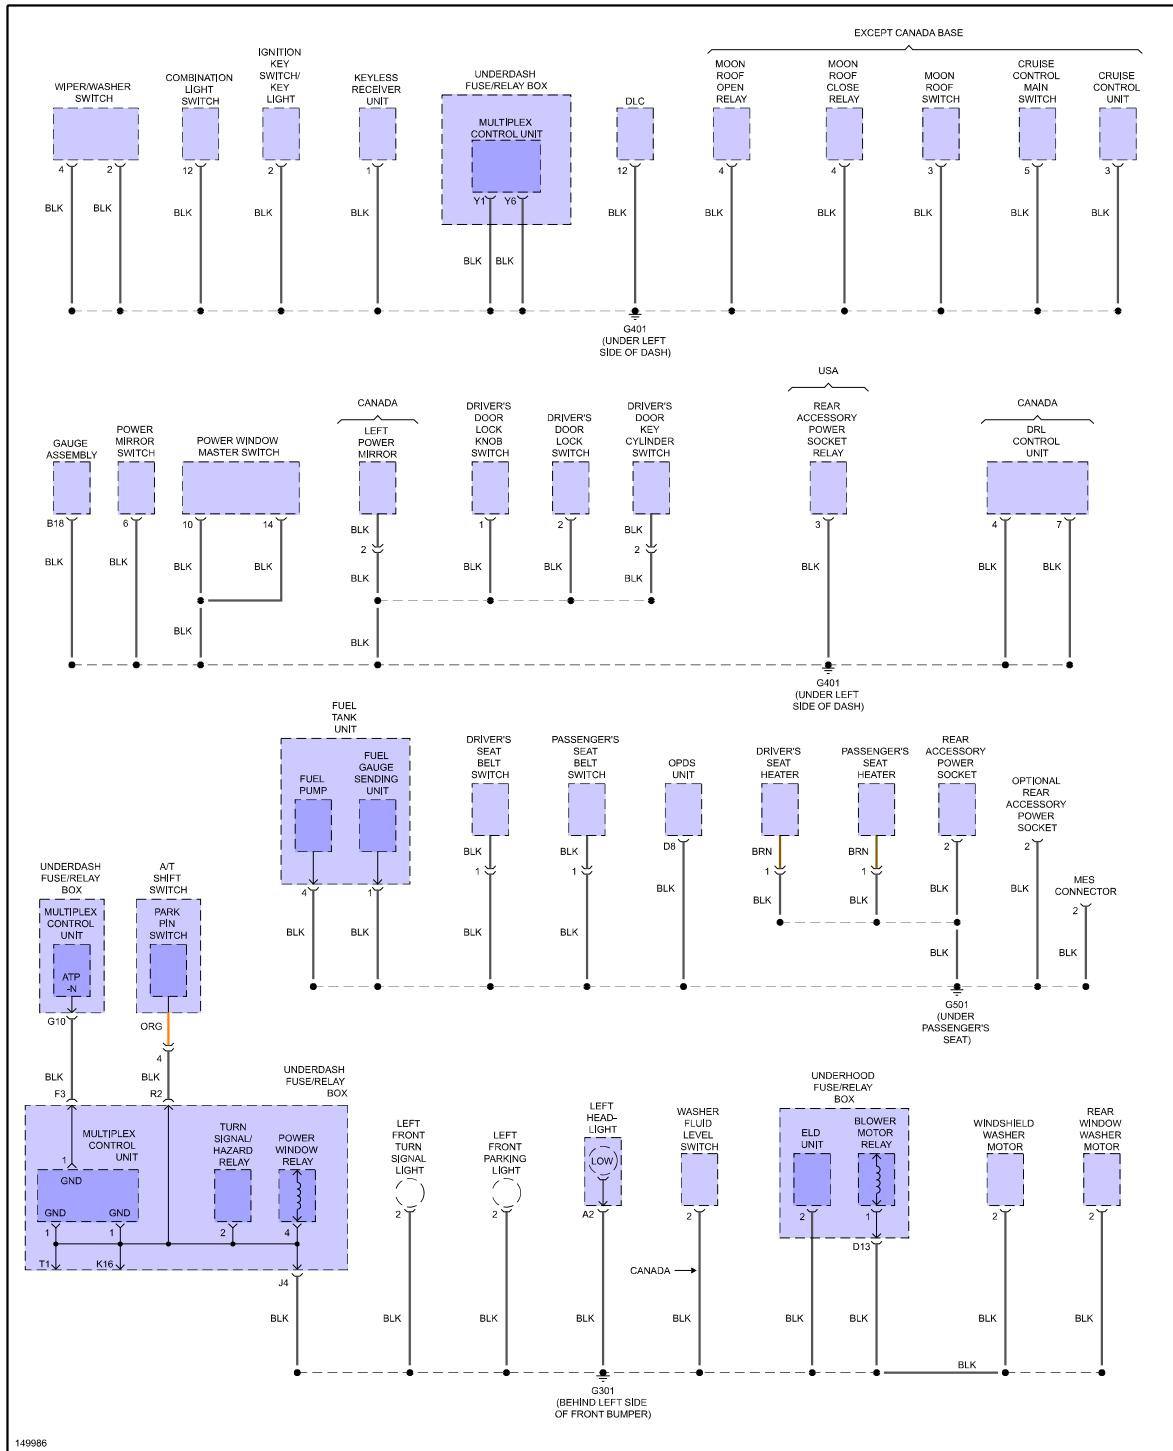 EXCEPT CANADA BASE
WIPER/WASHER
SWITCH
COMBINATION
LIGHT
SWITCH
IGNITION
KEY
SWITCH/
KEY
LIGHT
KEYLESS
RECEIVER
UNIT
UNDERDASH
FUSE/RELAY BOX
MULTIPLEX
CONTROL UNIT
DLC
MOON
ROOF
OPEN
RELAY
MOON
ROOF
CLOSE
RELAY
MOON
ROOF
SWITCH
CRUISE
CONTROL
MAIN
SWITCH
CRUISE
CONTROL
UNIT
4 2 12 2 1 Y1 Y6 12 4 4 3 5 3
BLK BLK BLK BLK BLK BLK BLK BLK BLK BLK BLK
BLK BLK
G401
(UNDER LEFT
SIDE OF DASH)
GAUGE
ASSEMBLY
POWER
MIRROR
SWITCH
POWER WINDOW
MASTER SWITCH
CANADA
LEFT
POWER
MIRROR
DRIVER'S
DOOR
LOCK
KNOB
SWITCH
DRIVER'S
DOOR
LOCK
SWITCH
DRIVER'S
DOOR
KEY
CYLINDER
SWITCH
USA
REAR
ACCESSORY
POWER
SOCKET
RELAY
CANADA
DRL
CONTROL
UNIT
B18 6 10 14 BLK 1 2 BLK 3 4 7
2 2
BLK BLK BLK BLK BLK BLK BLK BLK BLK BLK BLK
BLK BLK
G401
(UNDER LEFT
SIDE OF DASH)
FUEL
TANK
UNIT
FUEL
PUMP
FUEL
GAUGE
SENDING
UNIT
DRIVER'S
SEAT
BELT
SWITCH
PASSENGER'S
SEAT
BELT
SWITCH
OPDS
UNIT
DRIVER'S
SEAT
HEATER
PASSENGER'S
SEAT
HEATER
REAR
ACCESSORY
POWER
SOCKET
OPTIONAL
REAR
ACCESSORY
POWER
SOCKET
MES
CONNECTOR
BLK BLK D8 BRN BRN 2 2
4 1 1 1 BLK 1 1 BLK BLK 2
BLK BLK
BLK BLK BLK BLK BLK BLK
G501
(UNDER
PASSENGER'S
SEAT)
UNDERDASH
FUSE/RELAY
BOX
MULTIPLEX
CONTROL
UNIT
ATP
-N
G10
BLK
F3
A/T
SHIFT
SWITCH
PARK
PIN
SWITCH
ORG
4
BLK
R2
UNDERDASH
FUSE/RELAY
BOX
MULTIPLEX
CONTROL
UNIT
1
GND
GND GND
1 1
T1 K16
TURN
SIGNAL/
HAZARD
RELAY
2
POWER
WINDOW
RELAY
4
J4
LEFT
FRONT
TURN
SIGNAL
LIGHT
2
LEFT
FRONT
PARKING
LIGHT
2
LEFT
HEAD-
LIGHT
LOW
A2
WASHER
FLUID
LEVEL
SWITCH
2
CANADA
UNDERHOOD
FUSE/RELAY
BOX
ELD
UNIT
2
BLOWER
MOTOR
RELAY
1
D13
WINDSHIELD
WASHER
MOTOR
2
REAR
WINDOW
WASHER
MOTOR
2
BLK BLK BLK BLK BLK BLK BLK BLK BLK
BLK
G301
(BEHIND LEFT SIDE
OF FRONT BUMPER)
149986